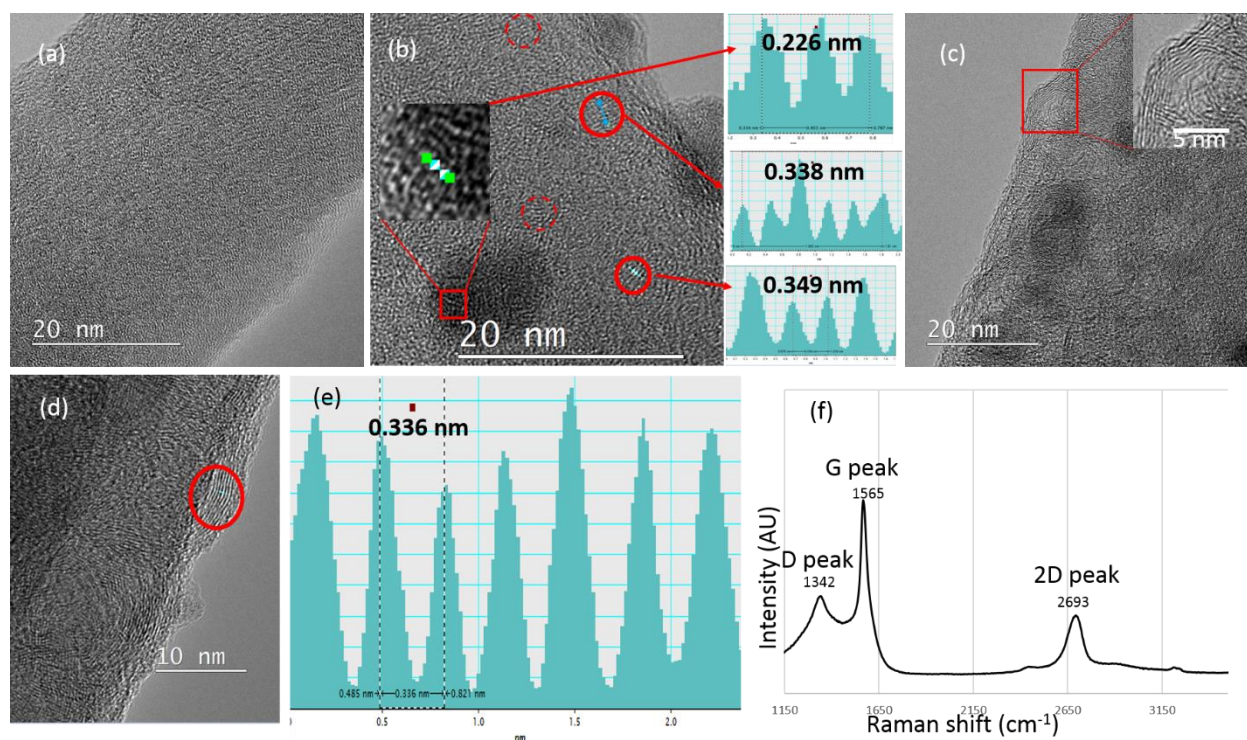 (a)
20 nm
(b)
20 nm
0.226 nm
0.338 nm
0.349 nm
(c)
5 nm
20 nm
(d)
10 nm
(e)
0.336 nm
0.485 nm 0.336 nm 0.821 nm
0.5 1.0 1.5 2.0
nm
(f)
G peak
1565
D peak
1342
2D peak
2693
Intensity (AU)
1150 1650 2150 2650 3150
Raman shift (cm⁻¹)